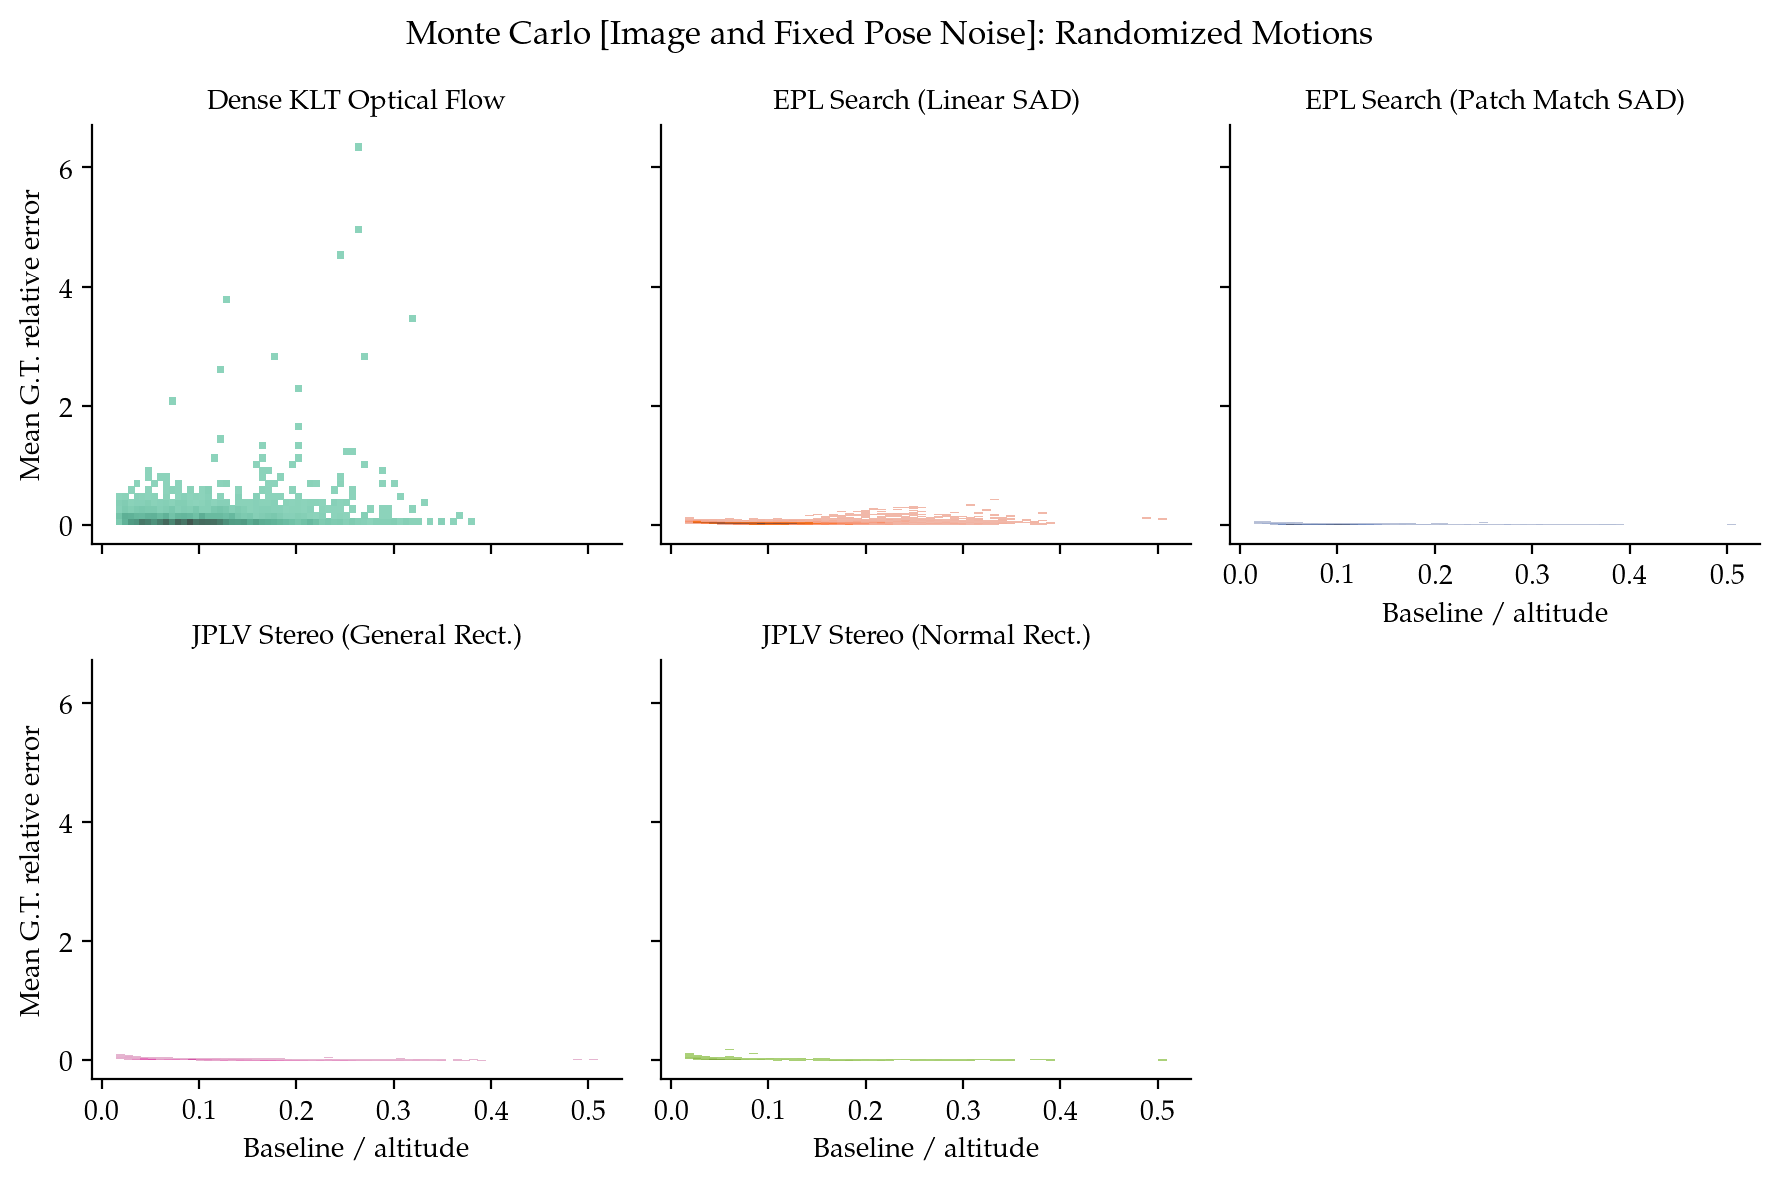 Monte Carlo [Image and Fixed Pose Noise]: Randomized Motions
Dense KLT Optical Flow
EPL Search (Linear SAD)
EPL Search (Patch Match SAD)
Mean G.T. relative error
6
4
2
0
0.0 0.1 0.2 0.3 0.4 0.5
Baseline / altitude
JPLV Stereo (General Rect.)
JPLV Stereo (Normal Rect.)
Mean G.T. relative error
6
4
2
0
0.0 0.1 0.2 0.3 0.4 0.5
0.0 0.1 0.2 0.3 0.4 0.5
Baseline / altitude
Baseline / altitude